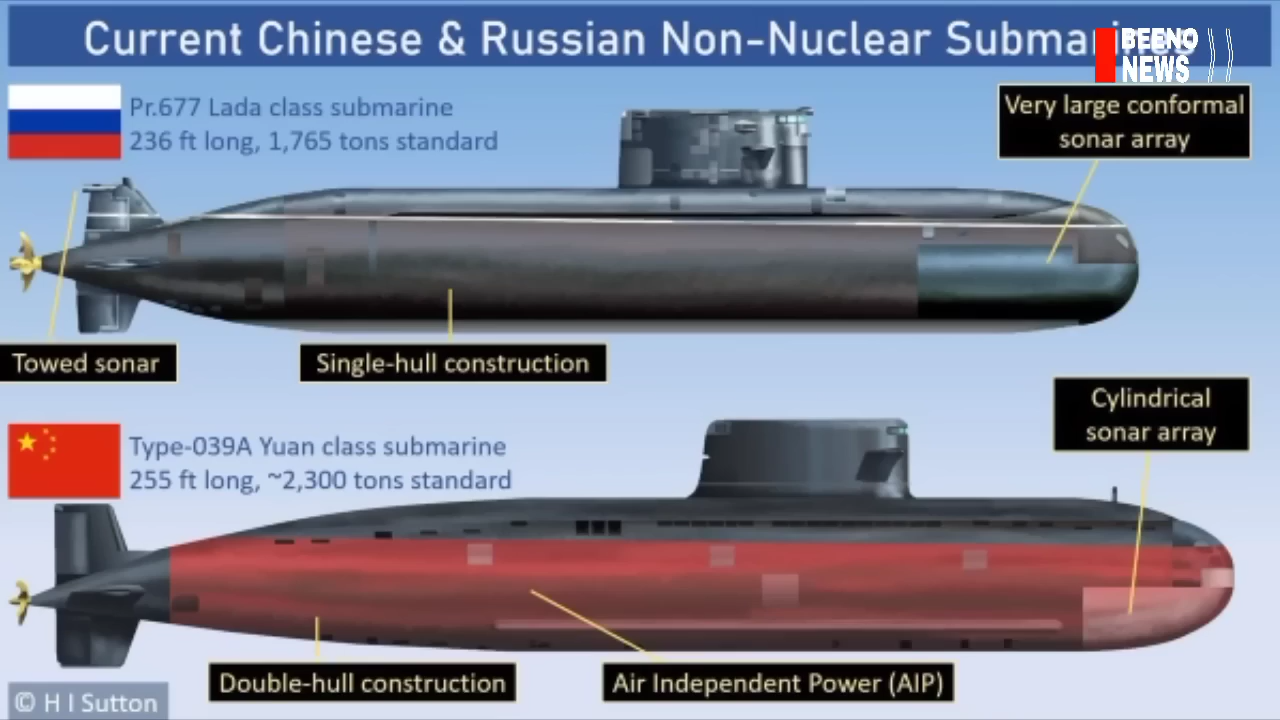 Current Chinese & Russian Non-Nuclear Submarines
BEENO
NEWS
Pr.677 Lada class submarine
236 ft long, 1,765 tons standard
Very large conformal
sonar array
Towed sonar
Single-hull construction
Cylindrical
sonar array
Type-039A Yuan class submarine
255 ft long, ~2,300 tons standard
Double-hull construction
Air Independent Power (AIP)
© H I Sutton